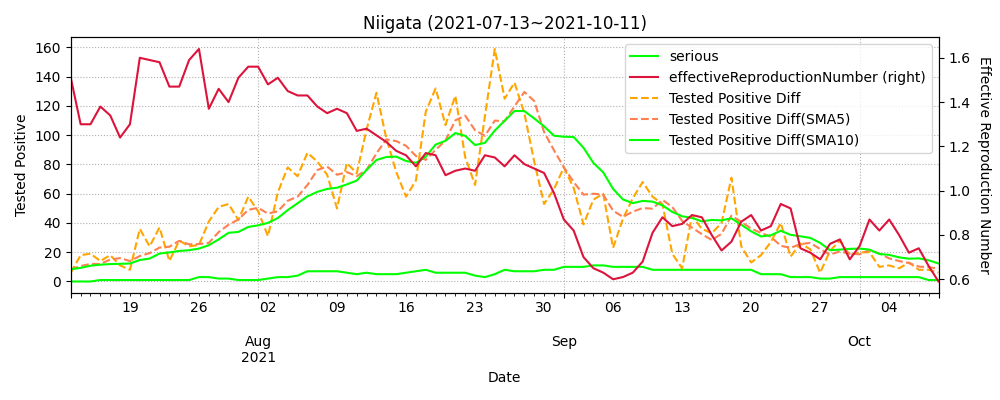 Niigata (2021-07-13~2021-10-11)
160
140
120
100
80
60
40
20
0
Tested Positive
1.6
1.4
1.2
1.0
0.8
0.6
Effective Reproduction Number
serious
effectiveReproductionNumber (right)
Tested Positive Diff
Tested Positive Diff(SMA5)
Tested Positive Diff(SMA10)
19 26 02 09 16 23 30 06 13 20 27 04
Aug Sep Oct
2021
Date